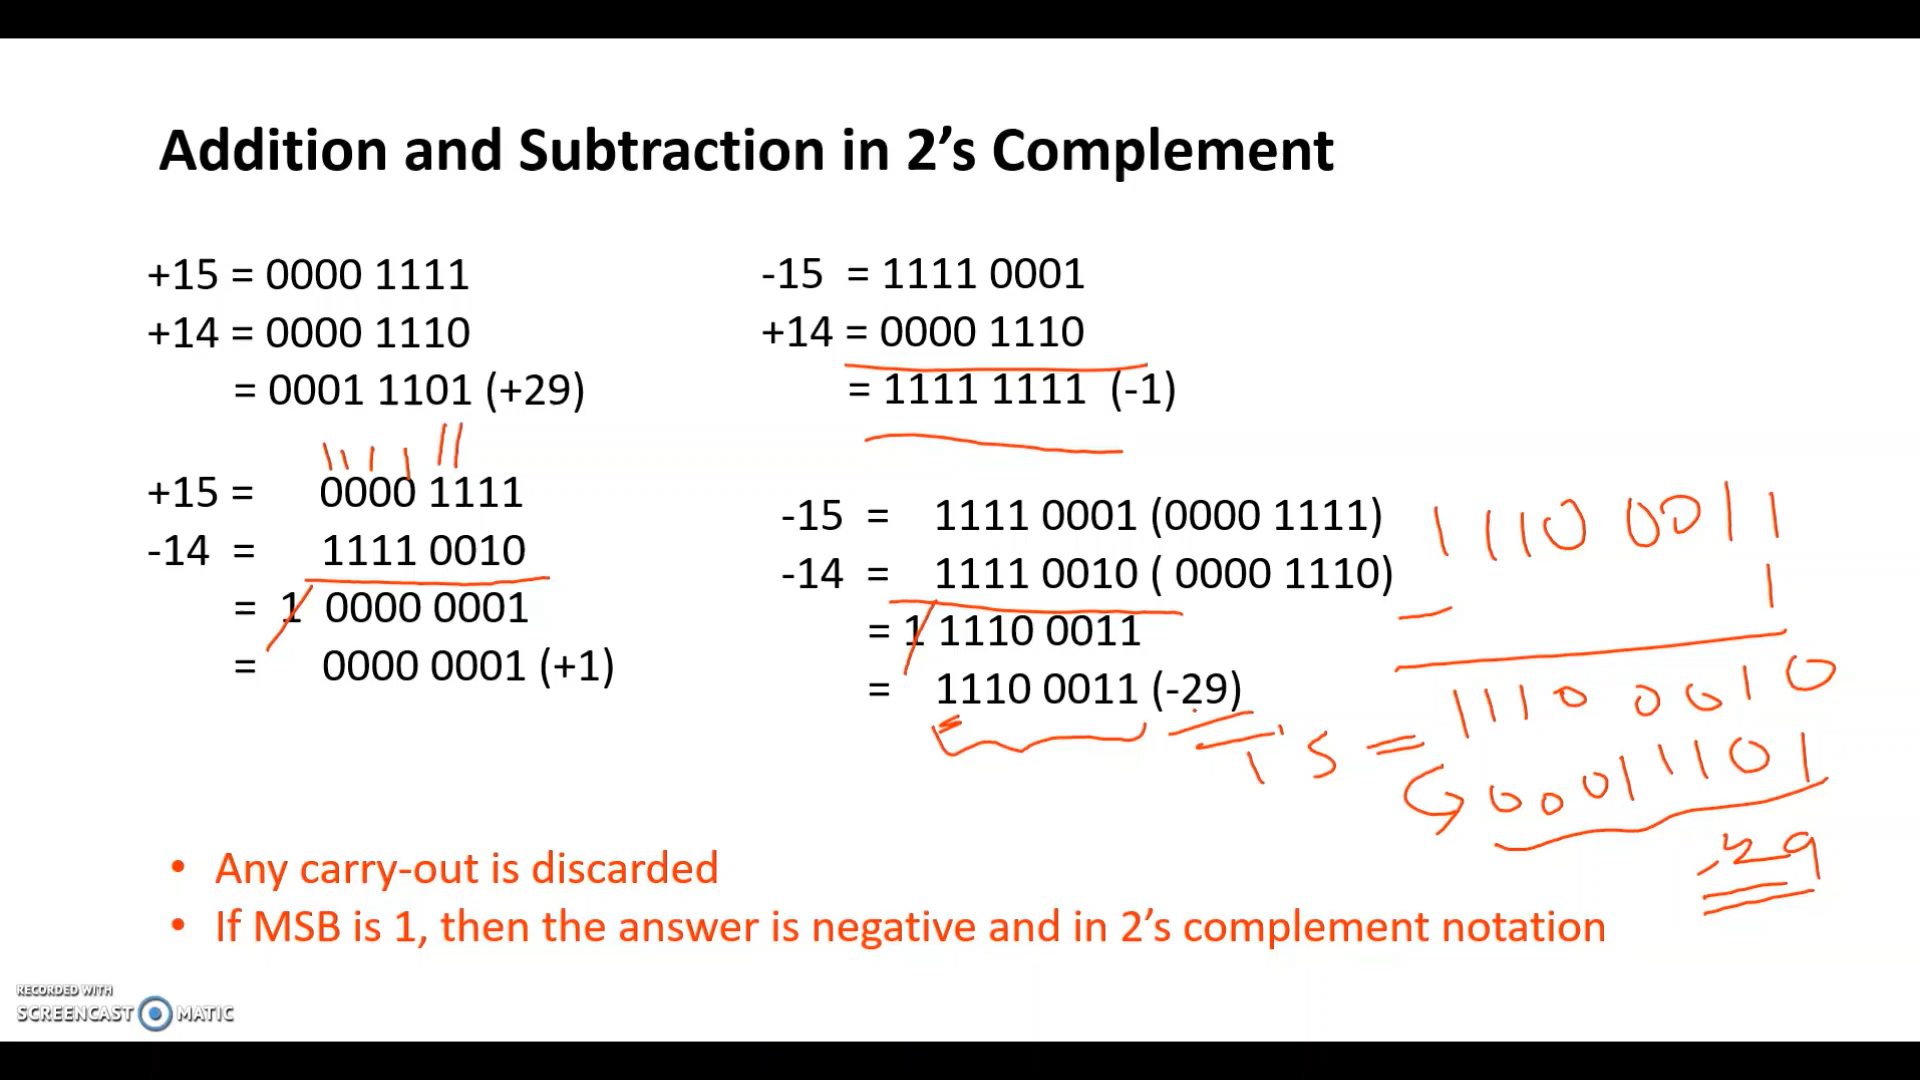 Addition and Subtraction in 2’s Complement
+15 = 0000 1111
+14 = 0000 1110
= 0001 1101 (+29)
-15 = 1111 0001
+14 = 0000 1110
= 1111 1111 (-1)
+15 = 0000 1111
-14 = 1111 0010
= 1 0000 0001
= 0000 0001 (+1)
-15 = 1111 0001 (0000 1111)
-14 = 1111 0010 ( 0000 1110)
= 1 1110 0011
= 1110 0011 (-29)
1110 0011
- 1
1's = 1110 0010
00011101
-29
• Any carry-out is discarded
• If MSB is 1, then the answer is negative and in 2’s complement notation
RECORDED WITH
SCREENCAST MATIC